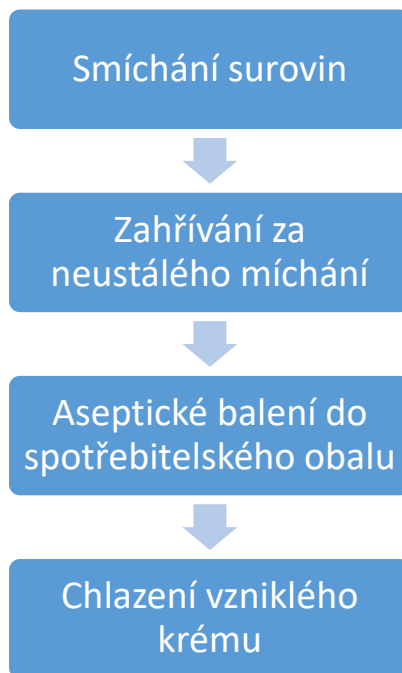 Smíchání surovin
Zahřívání za
neustálého míchání
Aseptické balení do
spotřebitelského obalu
Chlazení vzniklého
krému